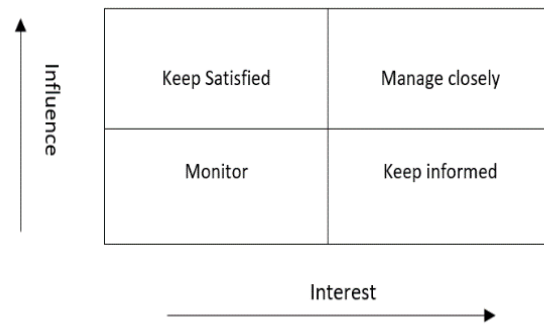 Influence
Keep Satisfied
Manage closely
Monitor
Keep informed
Interest